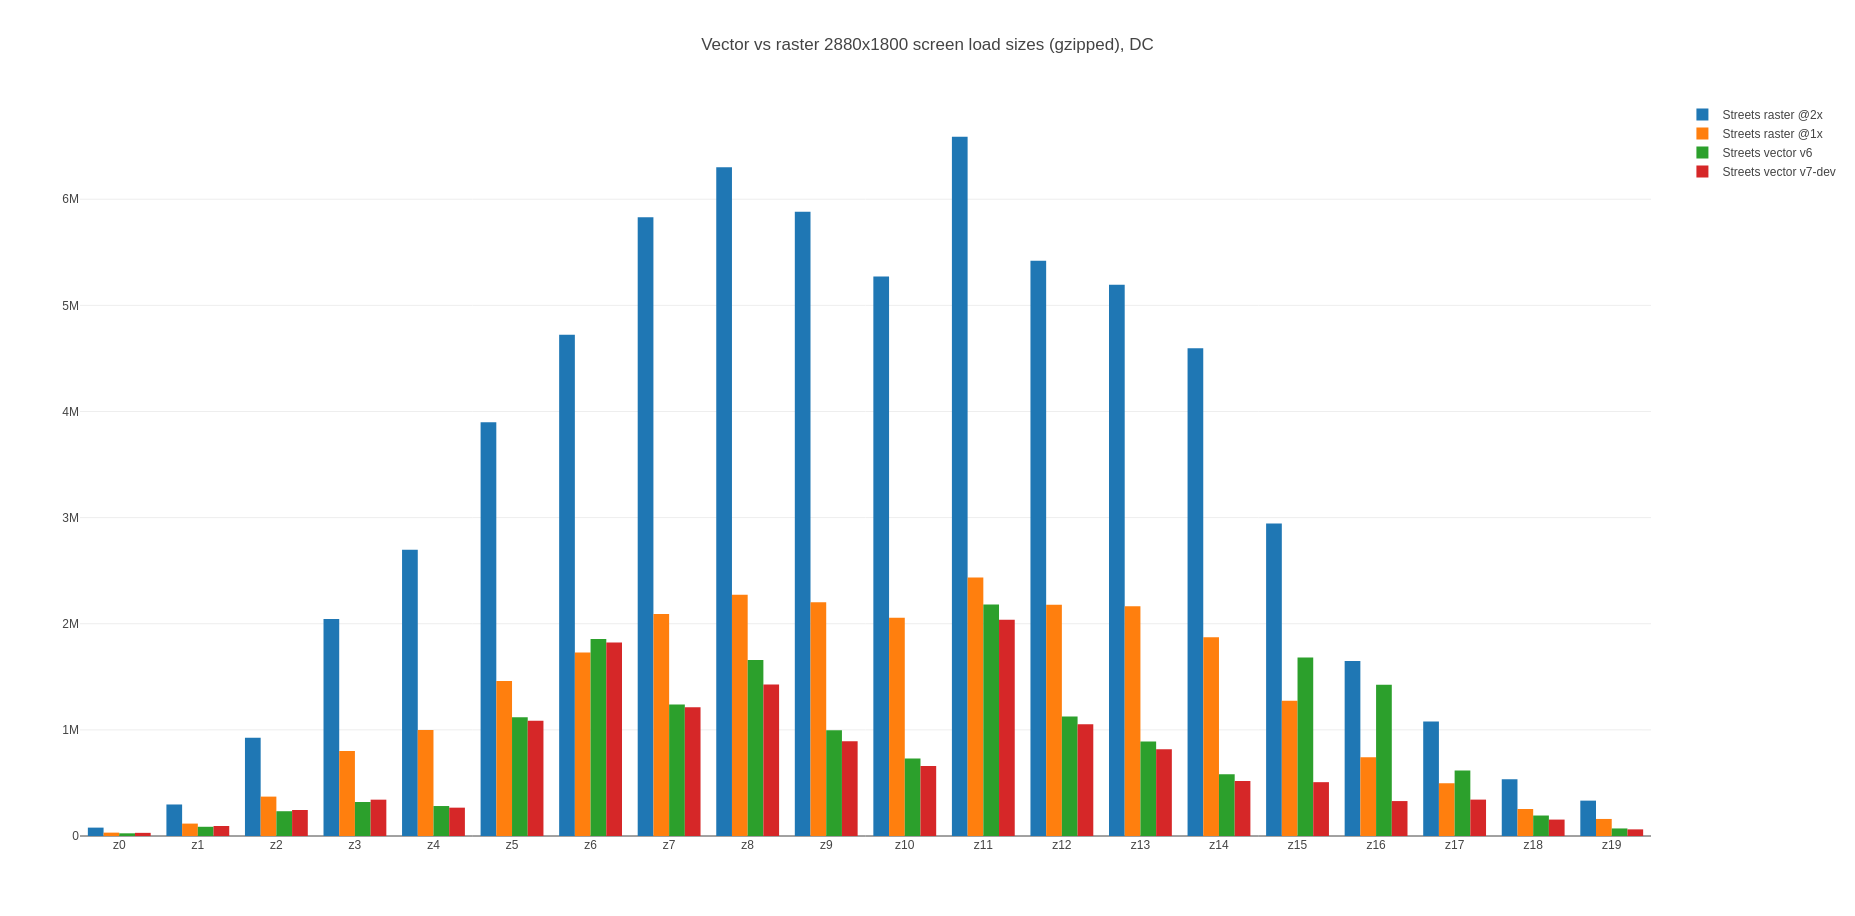 Vector vs raster 2880x1800 screen load sizes (gzipped), DC
Streets raster @2x
Streets raster @1x
Streets vector v6
Streets vector v7-dev
6M
5M
4M
3M
2M
1M
0
z0 z1 z2 z3 z4 z5 z6 z7 z8 z9 z10 z11 z12 z13 z14 z15 z16 z17 z18 z19